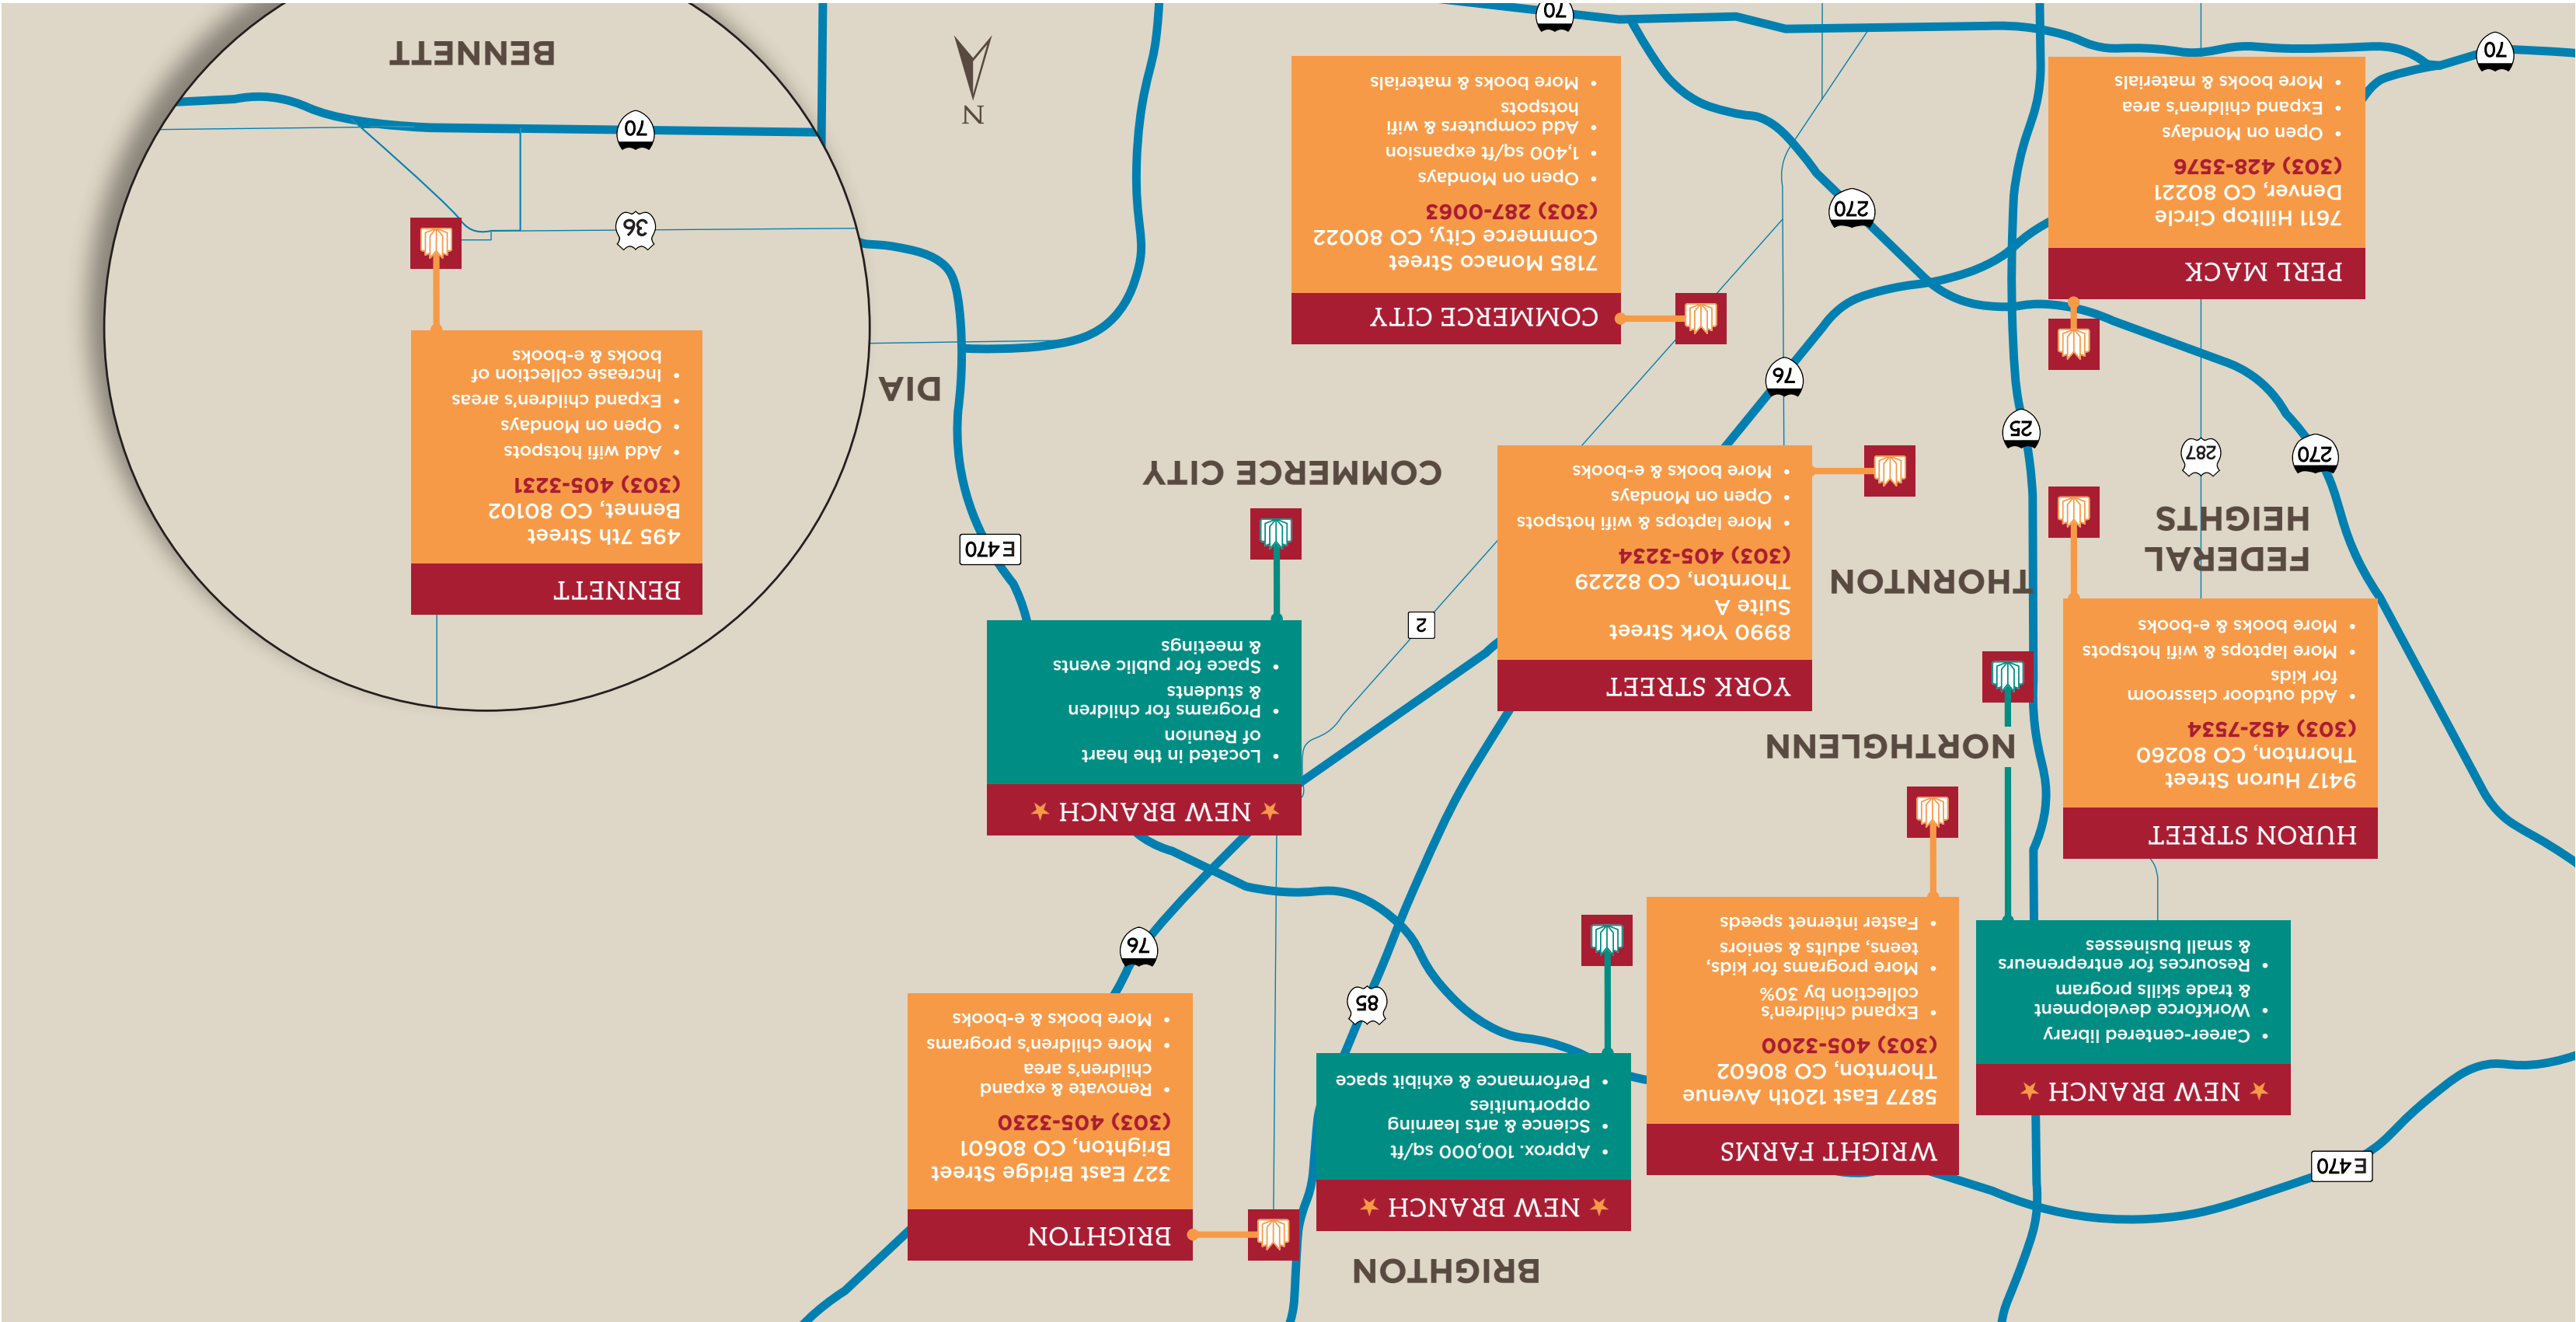 BRIGHTON
BRIGHTON
327 East Bridge Street
Brighton, CO 80601
(303) 405-3230
• Renovate & expand
children's area
• More children's programs
• More books & e-books
★ NEW BRANCH ★
• Approx. 100,000 sq/ft
• Science & arts learning
opportunities
• Performance & exhibit space
WRIGHT FARMS
5877 East 120th Avenue
Thornton, CO 80602
(303) 405-3200
• Expand children's
collection by 30%
• More programs for kids,
teens, adults & seniors
• Faster internet speeds
E470
★ NEW BRANCH ★
• Career-centered library
• Workforce development
& trade skills program
• Resources for entrepreneurs
& small businesses
85
76
HURON STREET
9417 Huron Street
Thornton, CO 80260
(303) 452-7534
• Add outdoor classroom
for kids
• More laptops & wifi hotspots
• More books & e-books
★ NEW BRANCH ★
• Located in the heart
of Reunion
• Programs for children
& students
• Space for public events
& meetings
NORTHGLENN
YORK STREET
8990 York Street
Suite A
Thornton, CO 82229
(303) 405-3234
• More laptops & wifi hotspots
• Open on Mondays
• More books & e-books
2
THORNTON
FEDERAL
HEIGHTS
BENNETT
495 7th Street
Bennet, CO 80102
(303) 405-3231
• Add wifi hotspots
• Open on Mondays
• Expand children's areas
• Increase collection of
books & e-books
E470
COMMERCE CITY
270
287
25
DIA
76
COMMERCE CITY
7185 Monaco Street
Commerce City, CO 80022
(303) 287-0063
• Open on Mondays
• 1,400 sq/ft expansion
• Add computers & wifi
hotspots
• More books & materials
PERL MACK
7611 Hilltop Circle
Denver, CO 80221
(303) 428-3576
• Open on Mondays
• Expand children's area
• More books & materials
36
270
70
N
70
BENNETT
70